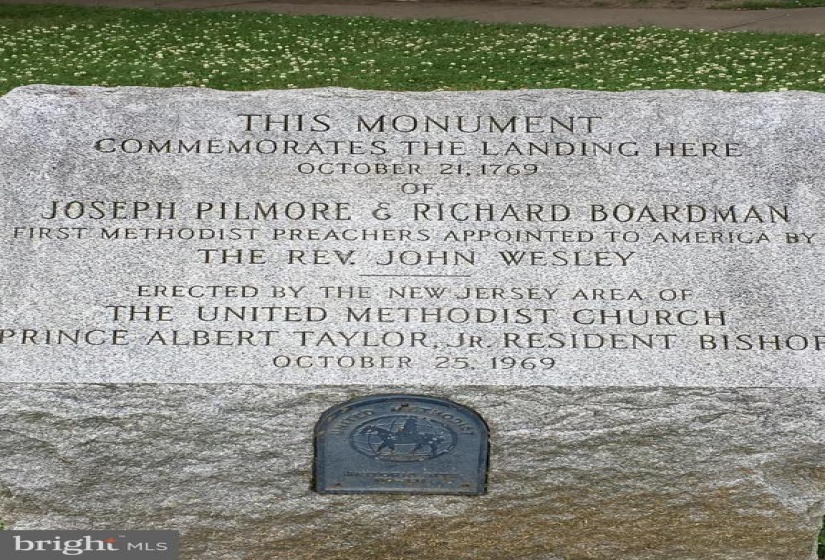 THIS MONUMENT
COMMEMORATES THE LANDING HERE
OCTOBER 21, 1769
OF
JOSEPH PILMORE & RICHARD BOARDMAN
FIRST METHODIST PREACHERS APPOINTED TO AMERICA BY
THE REV. JOHN WESLEY
ERECTED BY THE NEW JERSEY AREA OF
THE UNITED METHODIST CHURCH
PRINCE ALBERT TAYLOR, JR. RESIDENT BISHOP
OCTOBER 25, 1969
UNITED METHODIST
bright MLS